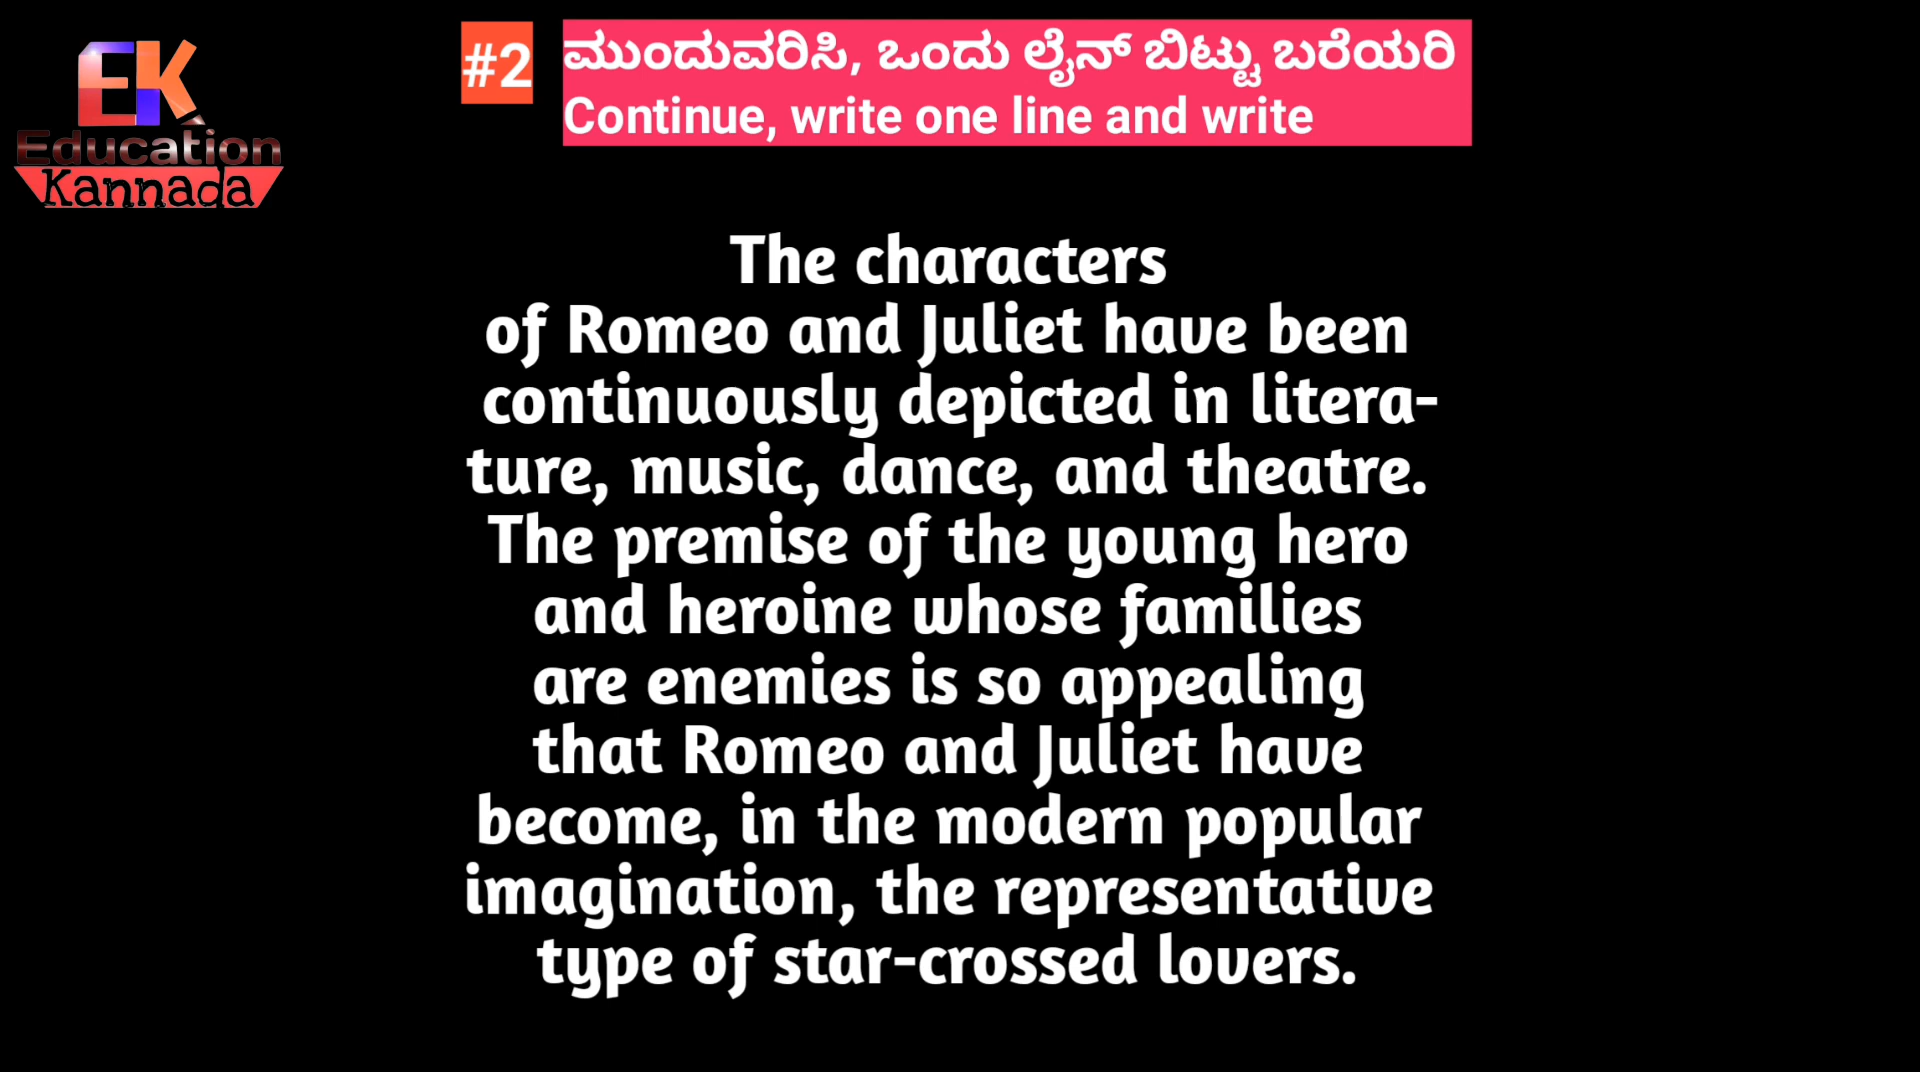 EK
Education
Kannada
#2
ಮುಂದುವರಿಸಿ, ಒಂದು ಲೈನ್ ಬಿಟ್ಟು ಬರೆಯರಿ
Continue, write one line and write
The characters
of Romeo and Juliet have been
continuously depicted in litera-
ture, music, dance, and theatre.
The premise of the young hero
and heroine whose families
are enemies is so appealing
that Romeo and Juliet have
become, in the modern popular
imagination, the representative
type of star-crossed lovers.